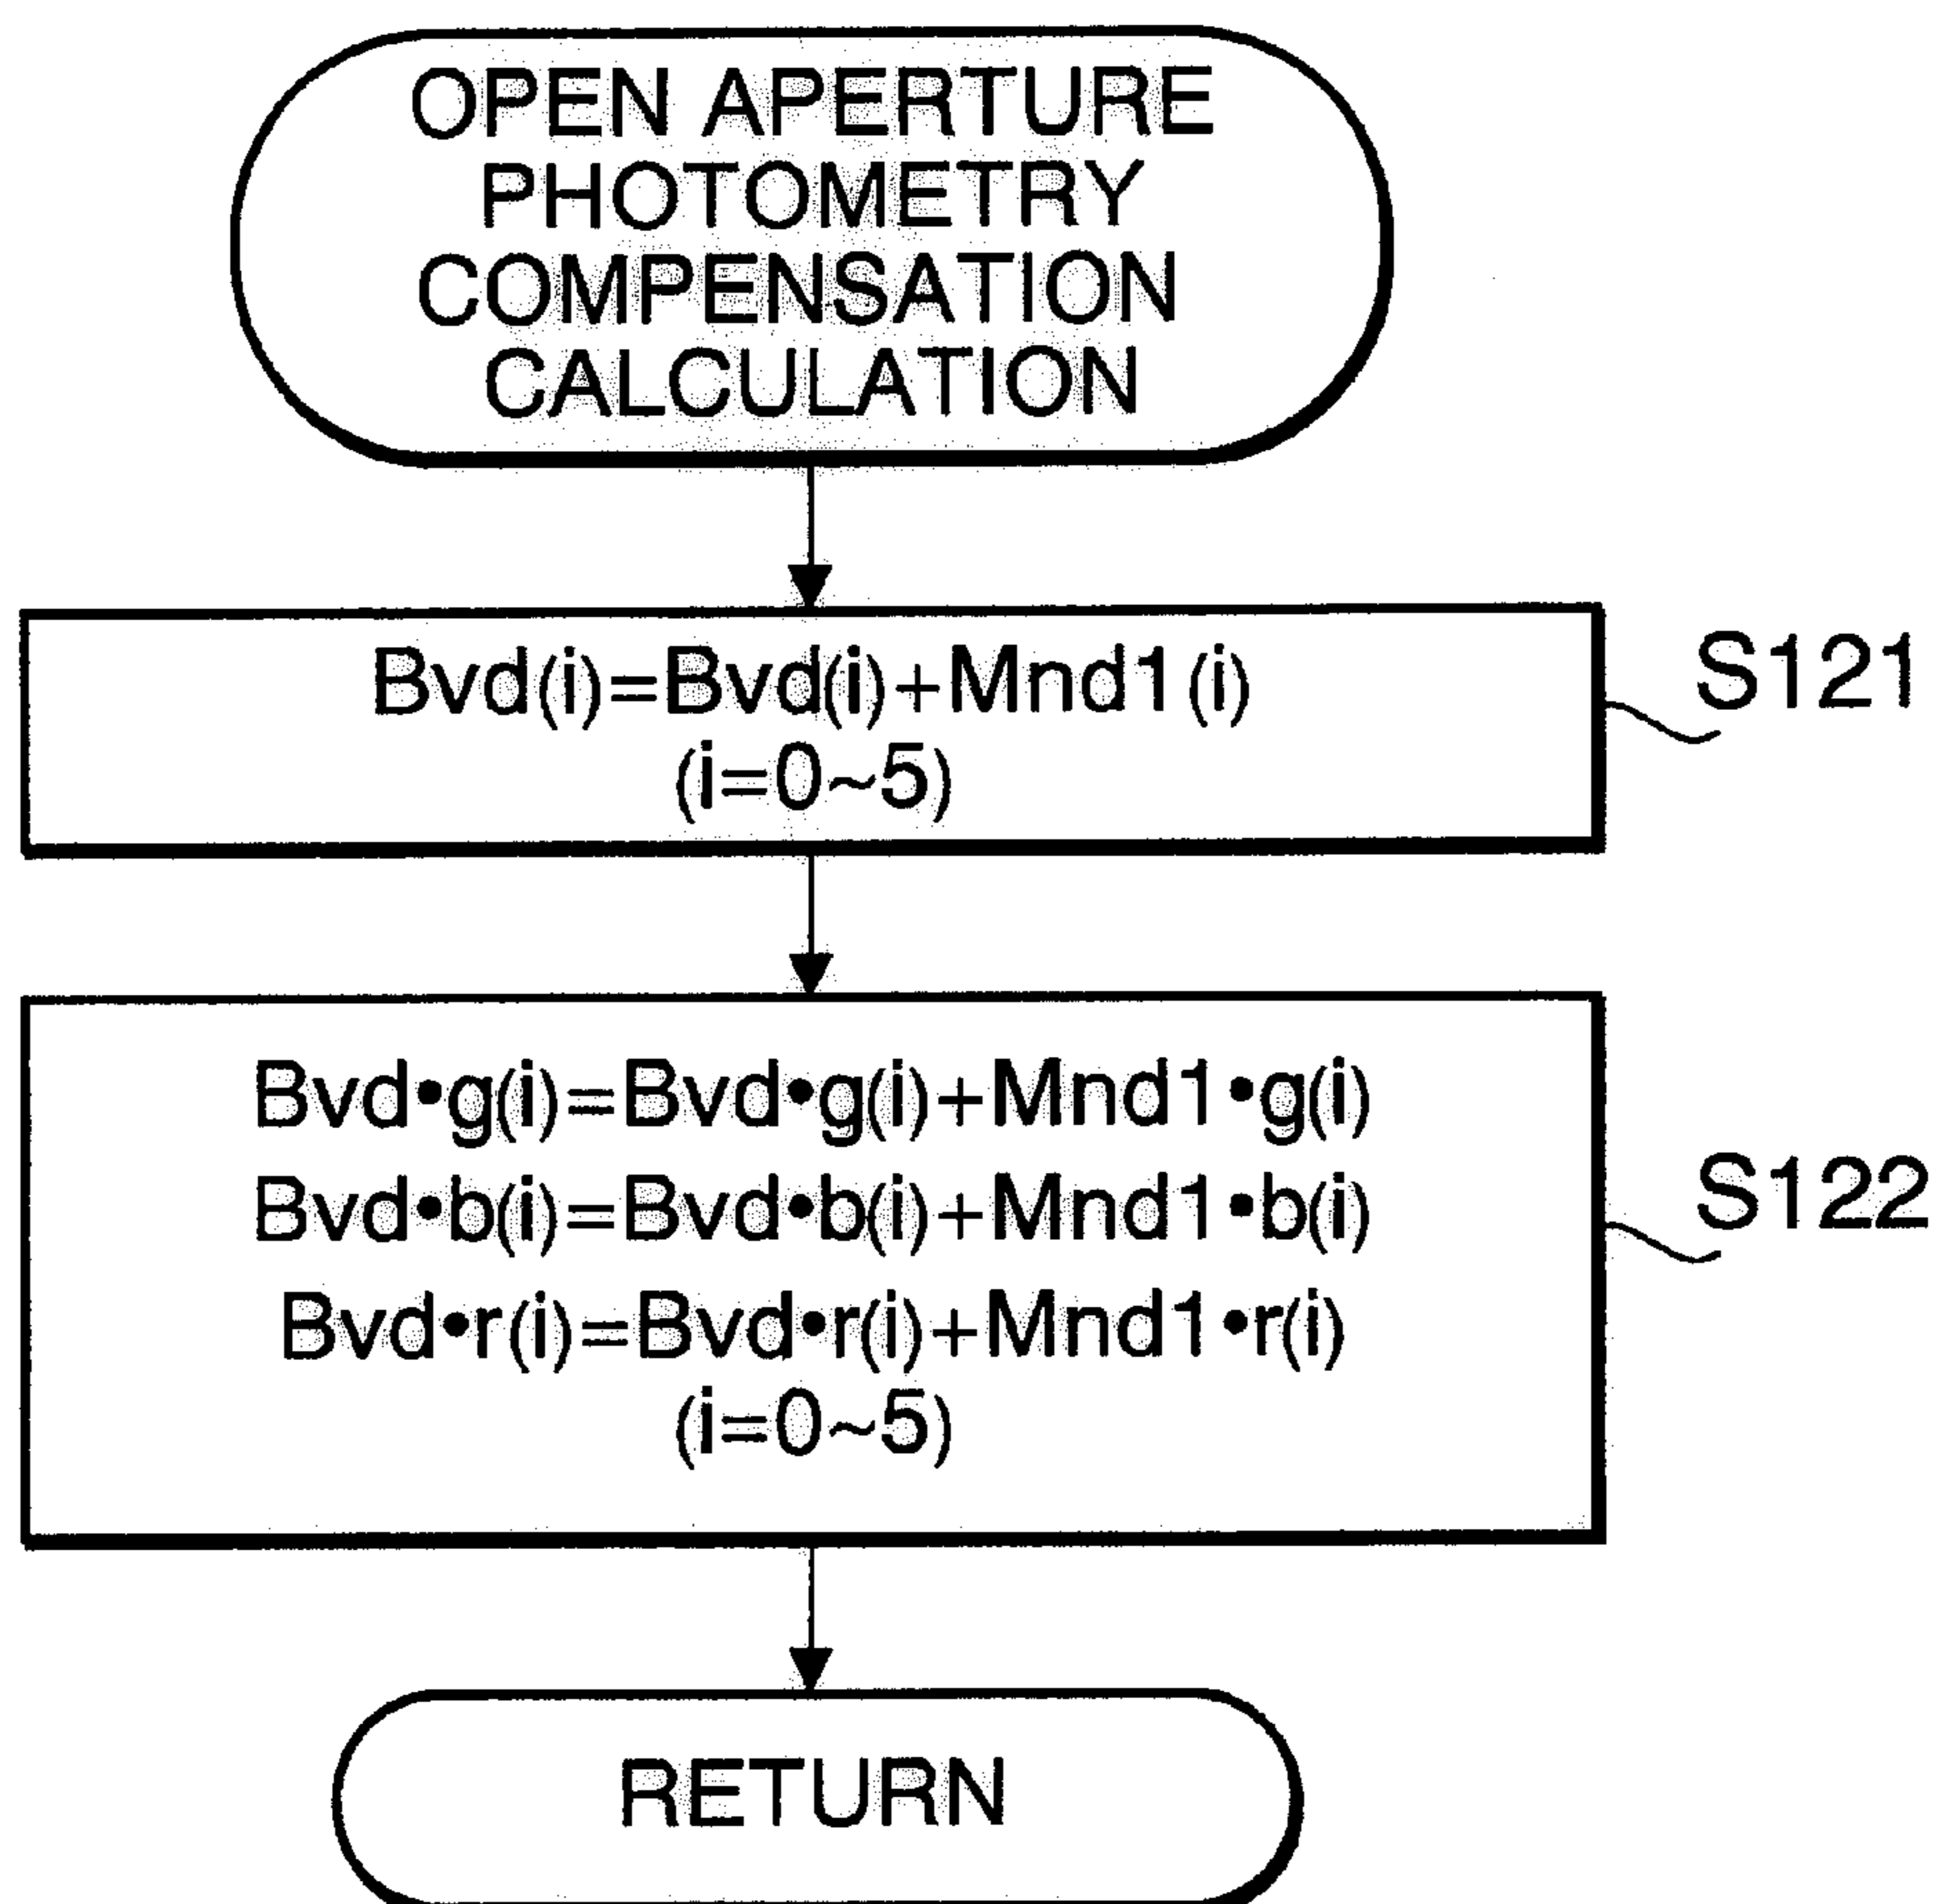 OPEN APERTURE
PHOTOMETRY
COMPENSATION
CALCULATION
Bvd(i)=Bvd(i)+Mnd1(i)
(i=0~5)
S121
Bvd•g(i)=Bvd•g(i)+Mnd1•g(i)
Bvd•b(i)=Bvd•b(i)+Mnd1•b(i)
Bvd•r(i)=Bvd•r(i)+Mnd1•r(i)
(i=0~5)
S122
RETURN